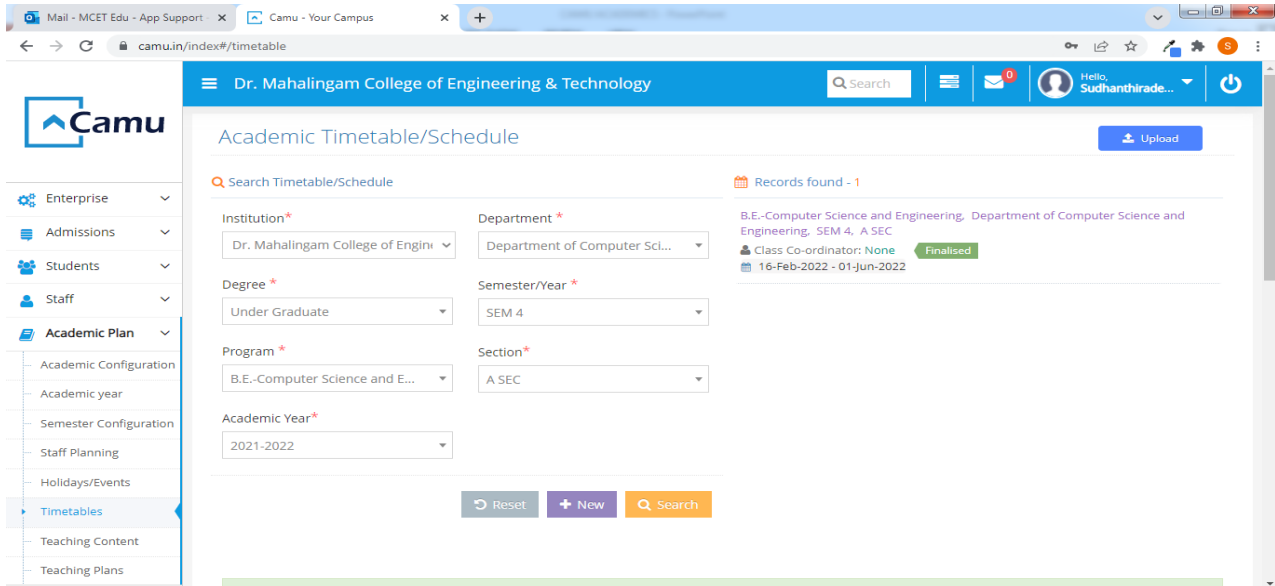 Mail - MCET Edu - App Support
Camu - Your Campus
camu.in/index#/timetable
S
Camu
Dr. Mahalingam College of Engineering & Technology
Search
0
Hello,
Sudhanthirade...
Enterprise
Admissions
Students
Staff
Academic Plan
Academic Configuration
Academic year
Semester Configuration
Staff Planning
Holidays/Events
Timetables
Teaching Content
Teaching Plans
Academic Timetable/Schedule
Upload
Search Timetable/Schedule
Institution*
Dr. Mahalingam College of Engine
Department *
Department of Computer Sci...
Degree *
Under Graduate
Semester/Year *
SEM 4
Program *
B.E.-Computer Science and E...
Section*
A SEC
Academic Year*
2021-2022
Reset
New
Search
Records found - 1
B.E.-Computer Science and Engineering, Department of Computer Science and
Engineering, SEM 4, A SEC
Class Co-ordinator: None Finalised
16-Feb-2022 - 01-Jun-2022